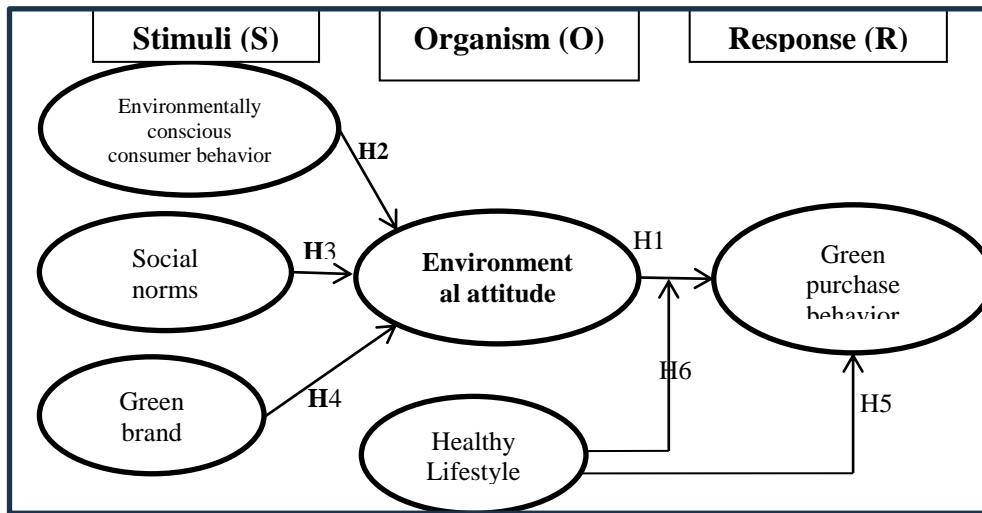 Stimuli (S)
Organism (O)
Response (R)
Environmentally
conscious
consumer behavior
H2
Social
norms
H3
Environment
al attitude
H1
Green
purchase
behavior
Green
brand
H4
H6
H5
Healthy
Lifestyle